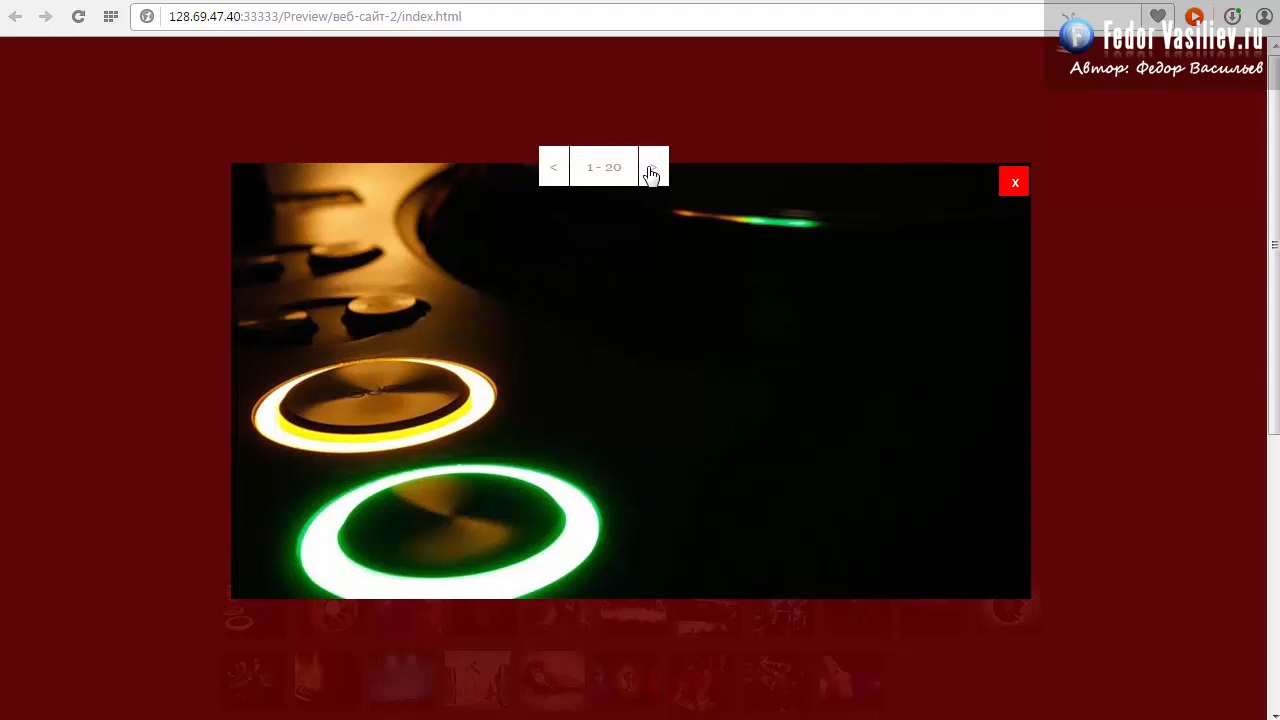 128.69.47.40:33333/Preview/веб-сайт-2/index.html
Fedor Vasiliev.ru
Автор: Федор Васильев
< 1 - 20 >
x